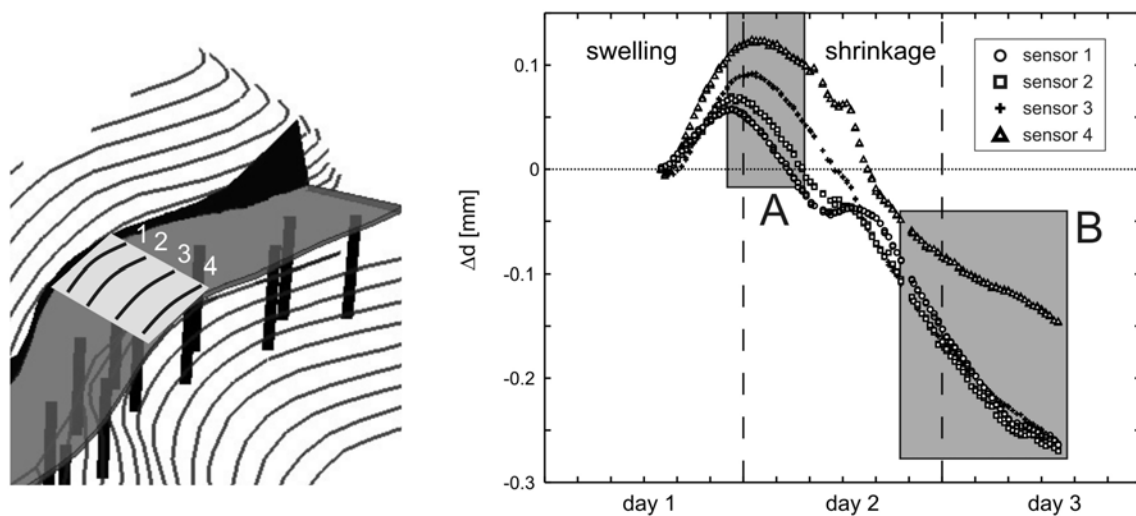 1
2
3
4
swelling
shrinkage
sensor 1
sensor 2
sensor 3
sensor 4
A
B
Δd [mm]
0.1
0
-0.1
-0.2
-0.3
day 1
day 2
day 3